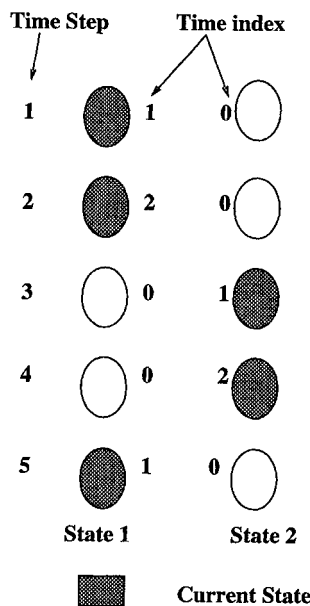 Time Step Time index
1 1 0
2 2 0
3 0 1
4 0 2
5 1 0
State 1 State 2
Current State